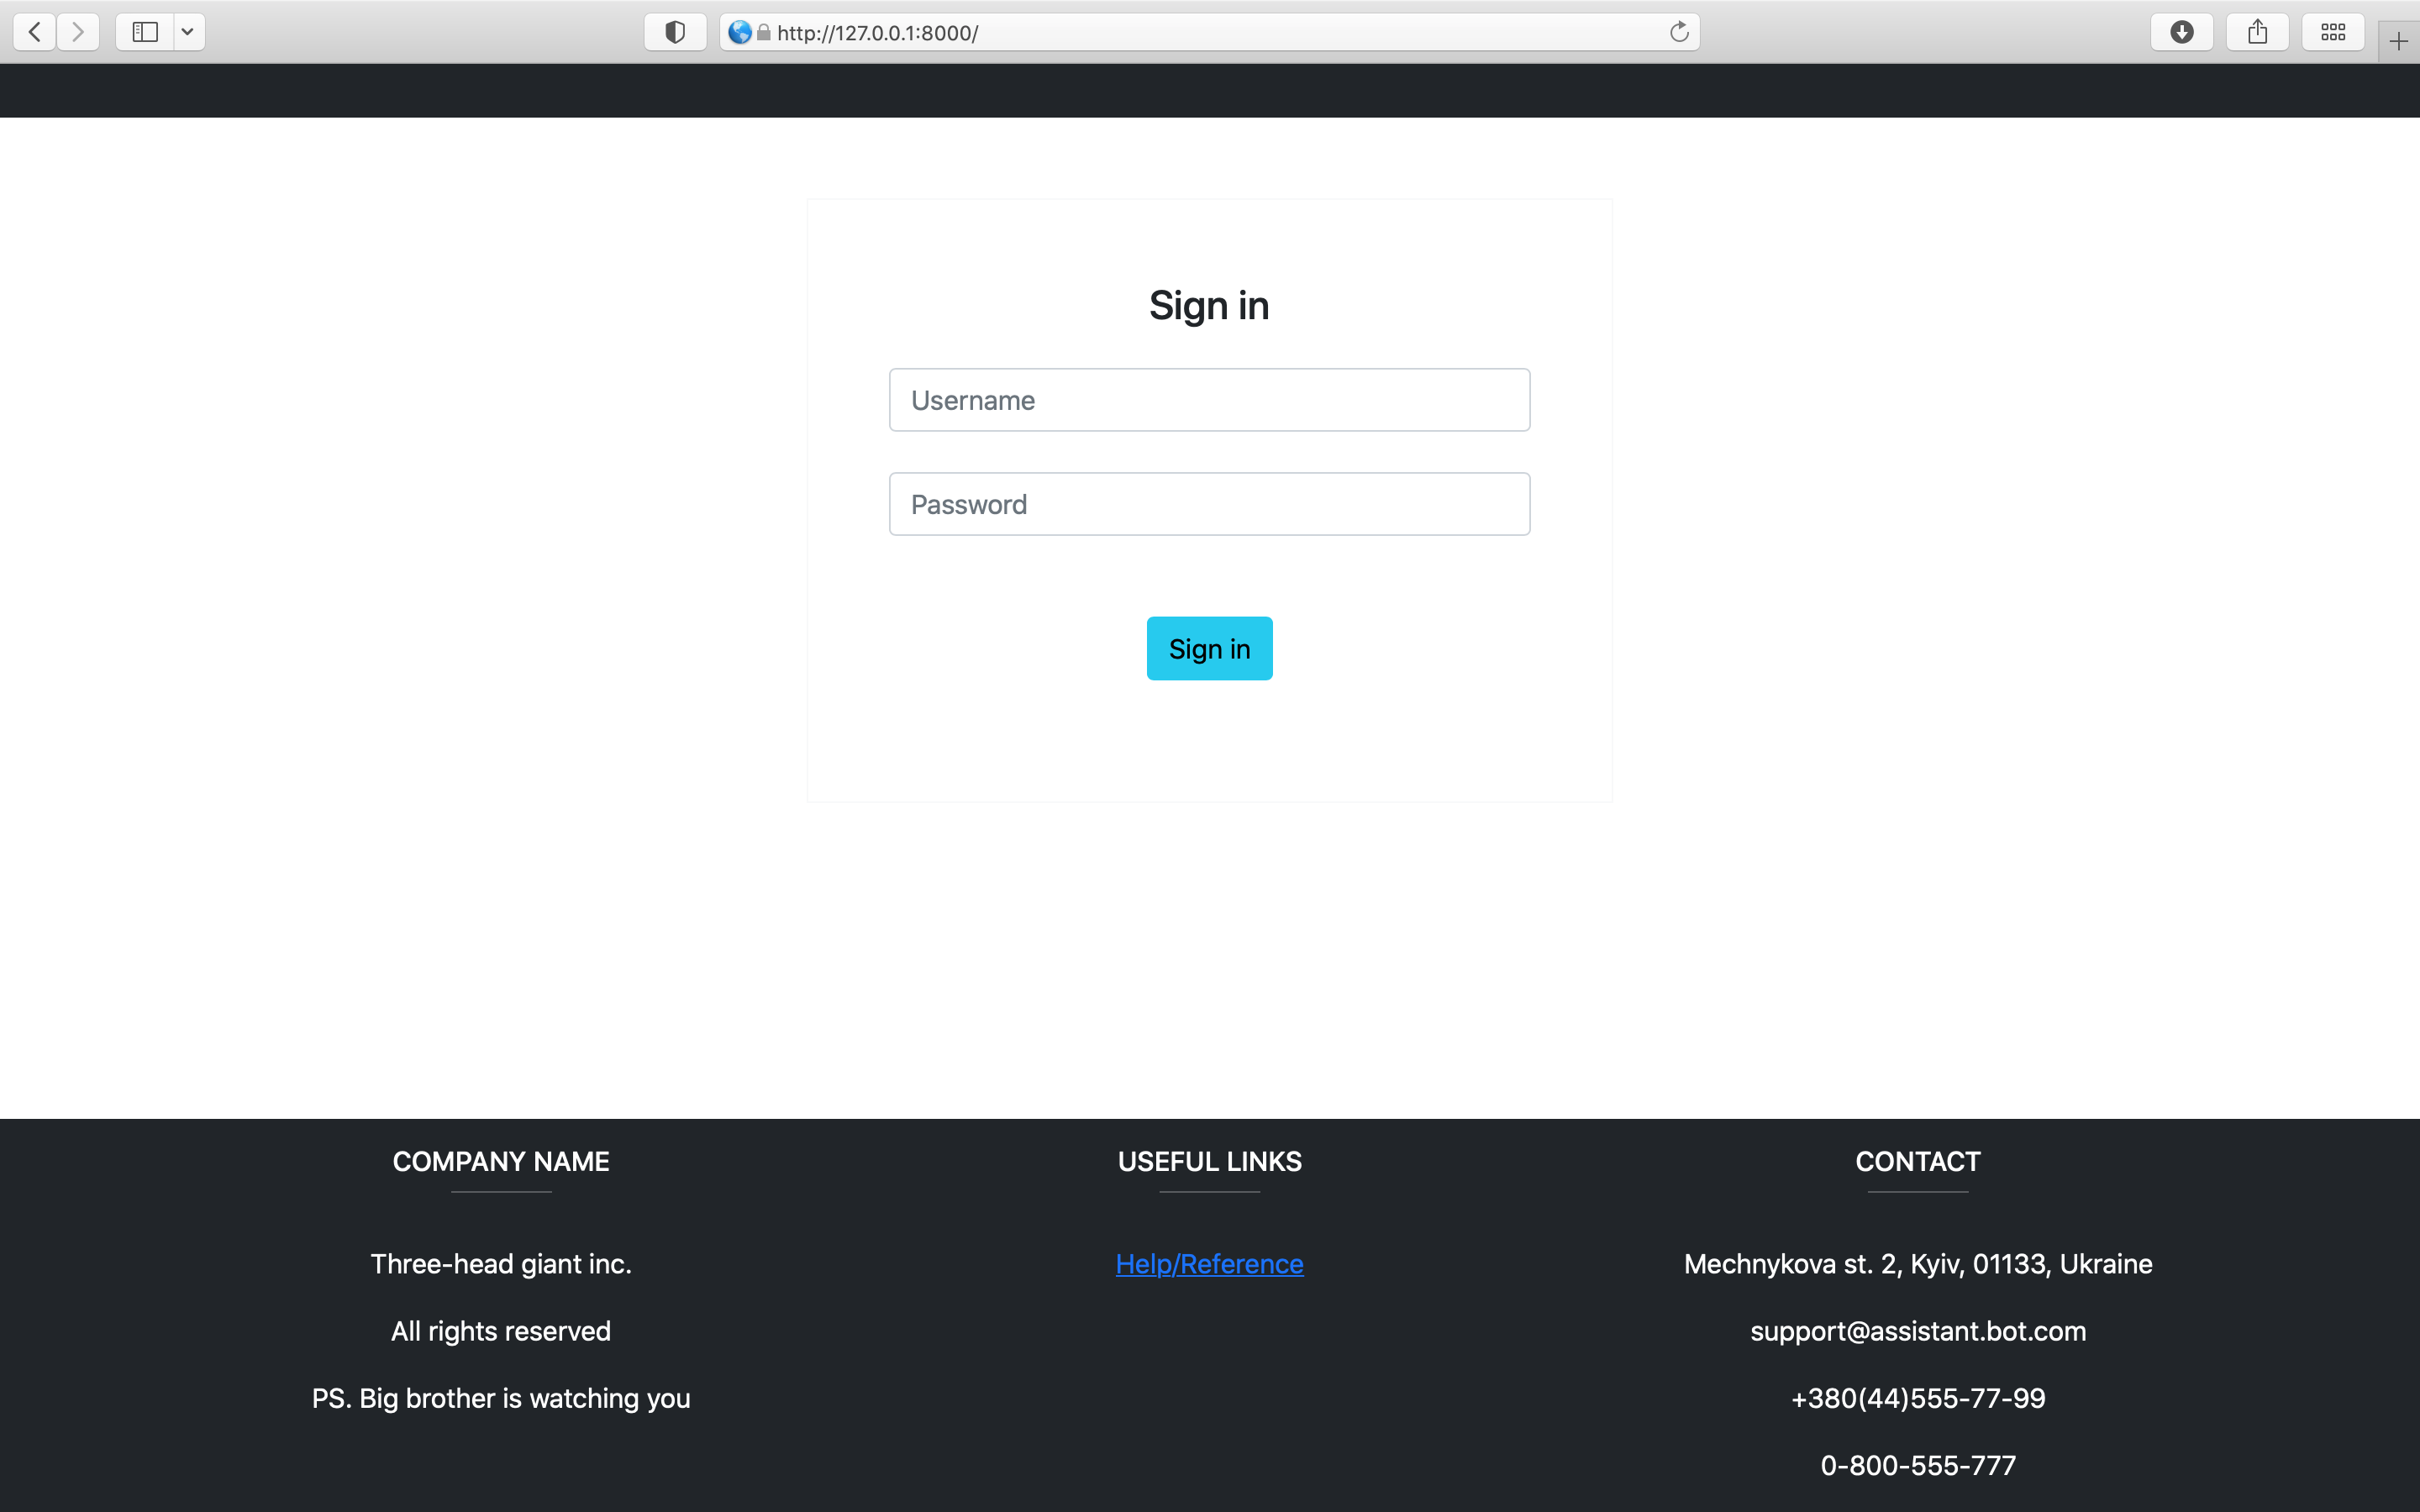 http://127.0.0.1:8000/
Sign in
Username
Password
Sign in
COMPANY NAME
Three-head giant inc.
All rights reserved
PS. Big brother is watching you
USEFUL LINKS
Help/Reference
CONTACT
Mechnykova st. 2, Kyiv, 01133, Ukraine
support@assistant.bot.com
+380(44)555-77-99
0-800-555-777